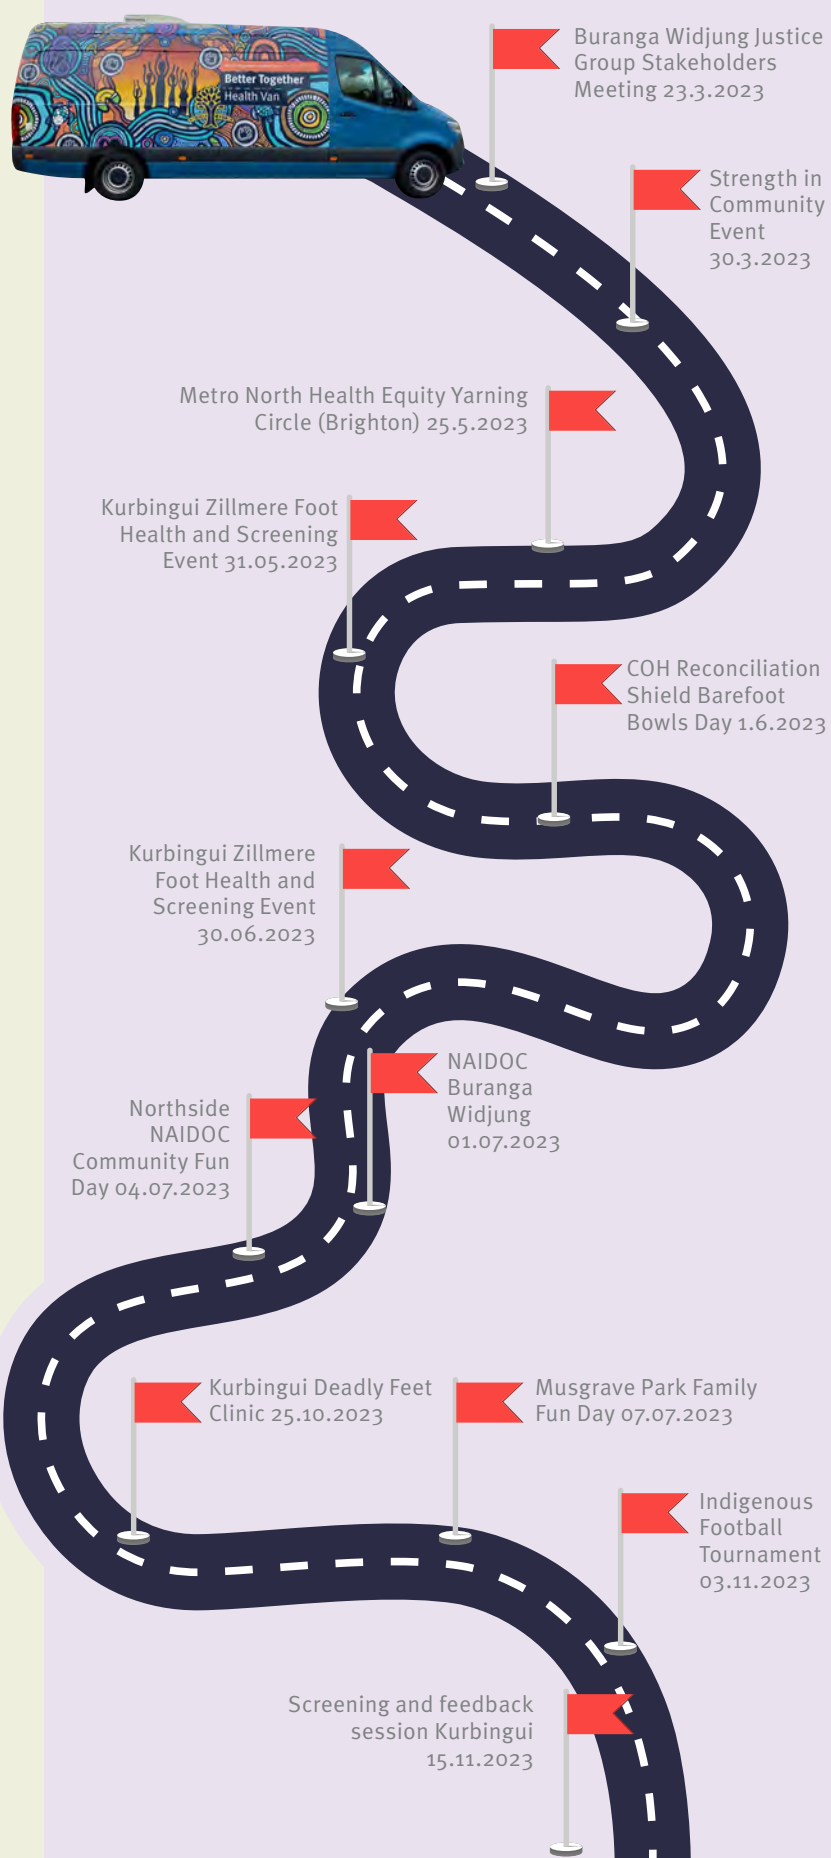 Better Together
Health Van
Buranga Widjung Justice
Group Stakeholders
Meeting 23.3.2023
Strength in
Community
Event
30.3.2023
Metro North Health Equity Yarning
Circle (Brighton) 25.5.2023
Kurbingui Zillmere Foot
Health and Screening
Event 31.05.2023
COH Reconciliation
Shield Barefoot
Bowls Day 1.6.2023
Kurbingui Zillmere
Foot Health and
Screening Event
30.06.2023
NAIDOC
Buranga
Widjung
01.07.2023
Northside
NAIDOC
Community Fun
Day 04.07.2023
Kurbingui Deadly Feet
Clinic 25.10.2023
Musgrave Park Family
Fun Day 07.07.2023
Indigenous
Football
Tournament
03.11.2023
Screening and feedback
session Kurbingui
15.11.2023